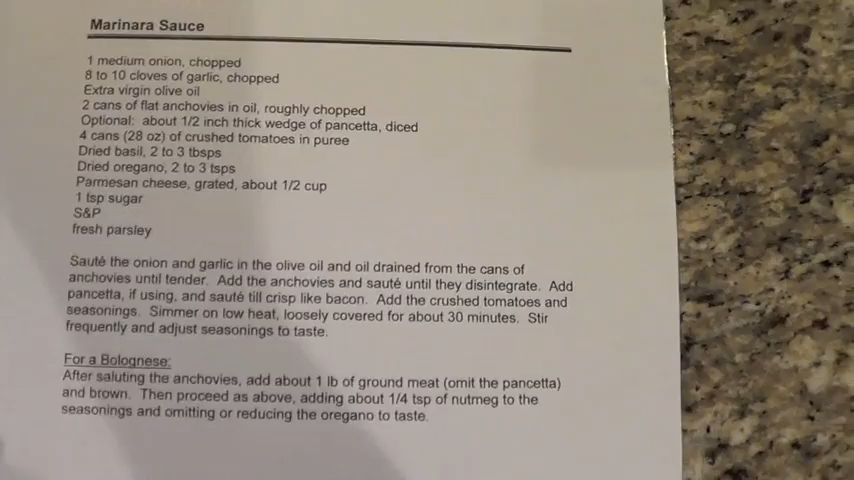 Marinara Sauce
1 medium onion, chopped
8 to 10 cloves of garlic, chopped
Extra virgin olive oil
2 cans of flat anchovies in oil, roughly chopped
Optional: about 1/2 inch thick wedge of pancetta, diced
4 cans (28 oz) of crushed tomatoes in puree
Dried basil, 2 to 3 tbsps
Dried oregano, 2 to 3 tsps
Parmesan cheese, grated, about 1/2 cup
1 tsp sugar
S&P
fresh parsley
Sauté the onion and garlic in the olive oil and oil drained from the cans of
anchovies until tender. Add the anchovies and sauté until they disintegrate. Add
pancetta, if using, and sauté till crisp like bacon. Add the crushed tomatoes and
seasonings. Simmer on low heat, loosely covered for about 30 minutes. Stir
frequently and adjust seasonings to taste.
For a Bolognese:
After saluting the anchovies, add about 1 lb of ground meat (omit the pancetta)
and brown. Then proceed as above, adding about 1/4 tsp of nutmeg to the
seasonings and omitting or reducing the oregano to taste.